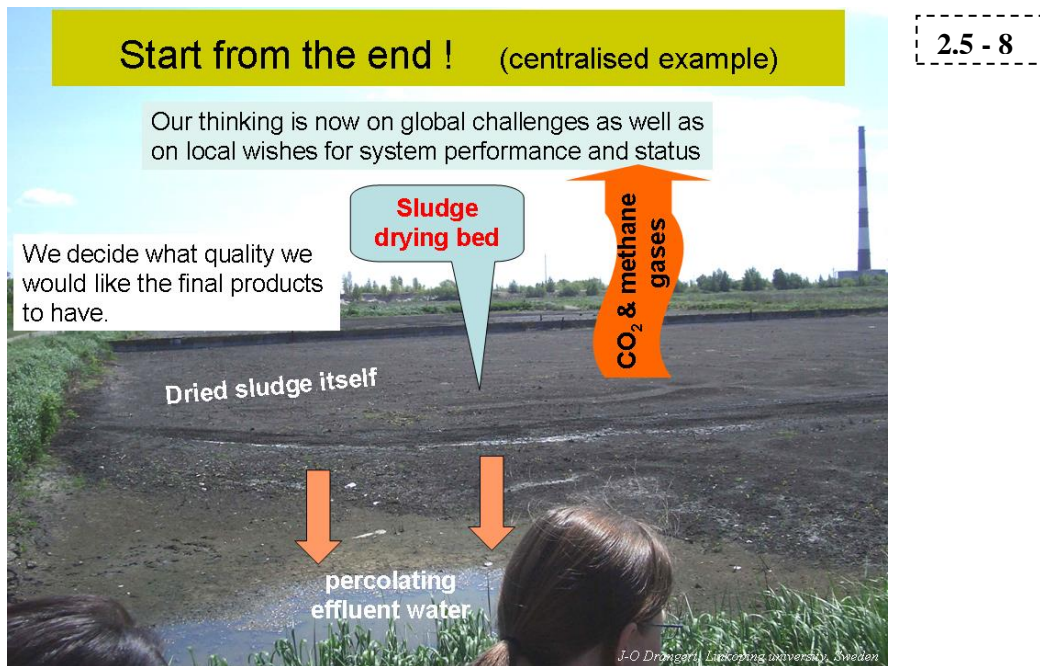 Start from the end ! (centralised example)
2.5 - 8
Our thinking is now on global challenges as well as
on local wishes for system performance and status
Sludge
drying bed
CO₂ & methane
gases
We decide what quality we
would like the final products
to have.
Dried sludge itself
percolating
effluent water
J-O Drangert, Linköping university, Sweden